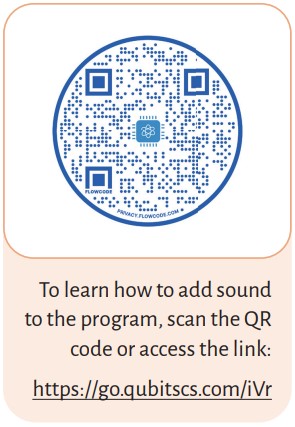 FLOWCODE
PRIVACY.FLOWCODE.COM
To learn how to add sound
to the program, scan the QR
code or access the link:
https://go.qubitscs.com/iVr